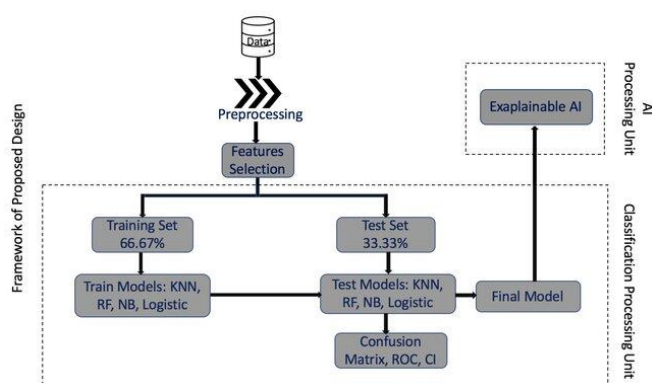 Data
Preprocessing
Features
Selection
Framework of Proposed Design
Training Set
66.67%
Test Set
33.33%
Train Models: KNN,
RF, NB, Logistic
Test Models: KNN,
RF, NB, Logistic
Final Model
Confusion
Matrix, ROC, CI
Exaplainable AI
AI
Processing Unit
Classification Processing Unit